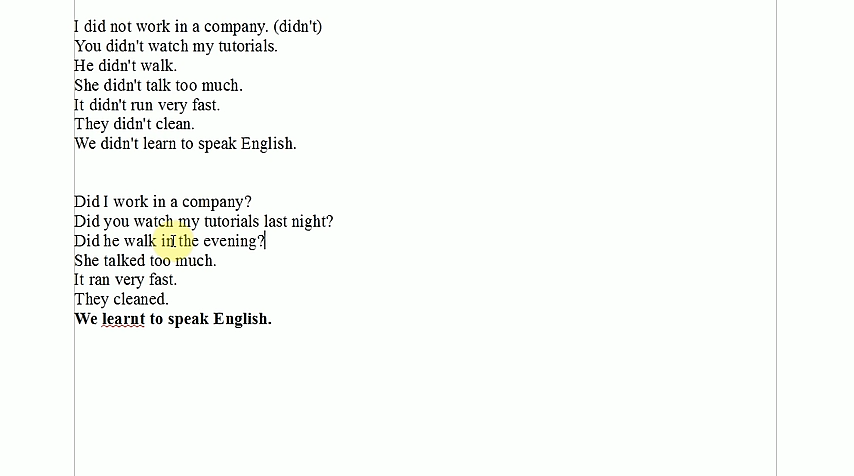 I did not work in a company. (didn't)
You didn't watch my tutorials.
He didn't walk.
She didn't talk too much.
It didn't run very fast.
They didn't clean.
We didn't learn to speak English.
Did I work in a company?
Did you watch my tutorials last night?
Did he walk in the evening?
She talked too much.
It ran very fast.
They cleaned.
We learnt to speak English.